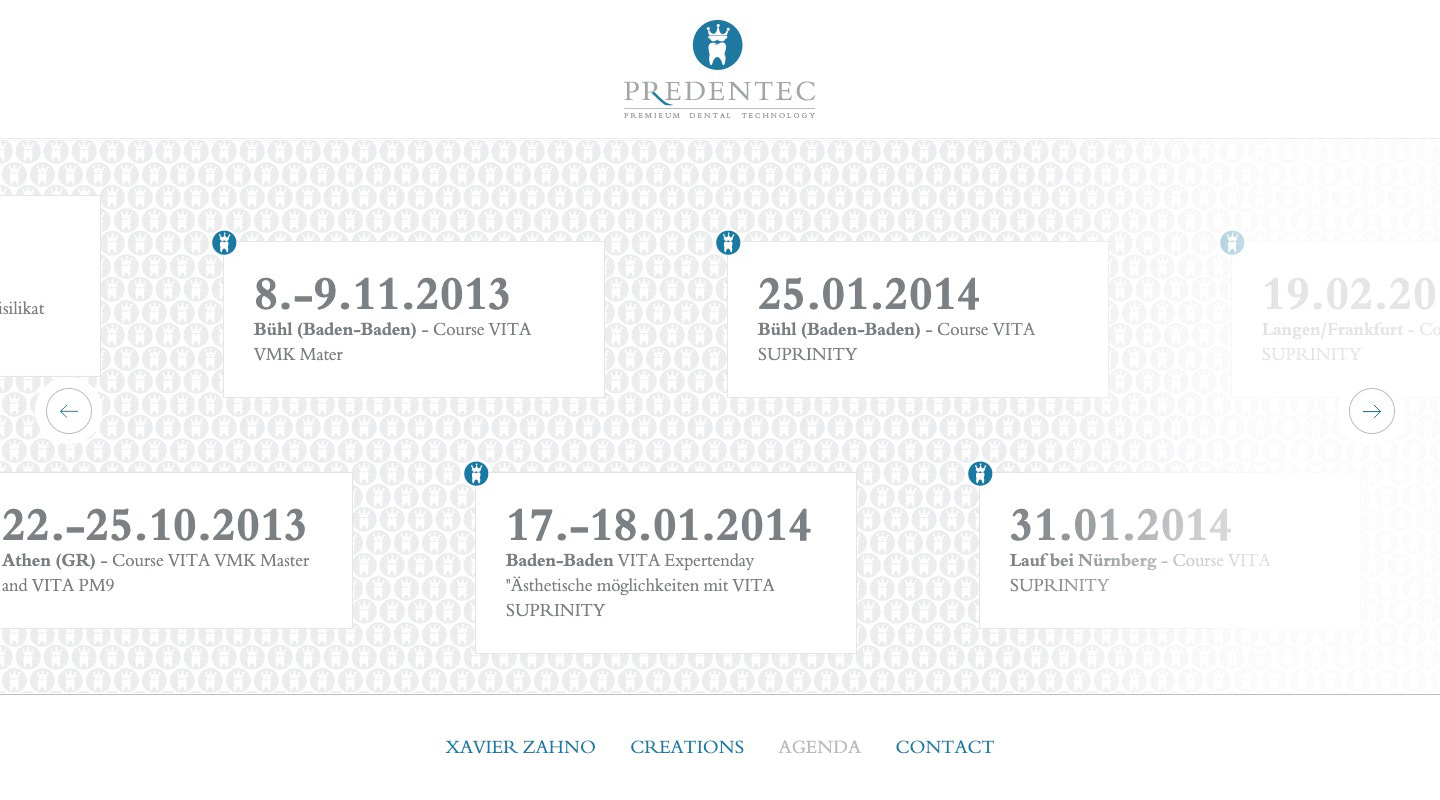 PREDENTEC
PREMIEUM DENTAL TECHNOLOGY
8.-9.11.2013
Bühl (Baden-Baden) - Course VITA
VMK Mater
25.01.2014
Bühl (Baden-Baden) - Course VITA
SUPRINITY
19.02.20
Langen/Frankfurt - Co
SUPRINITY
isilikat
22.-25.10.2013
Athen (GR) - Course VITA VMK Master
and VITA PM9
17.-18.01.2014
Baden-Baden VITA Expertenday
"Ästhetische möglichkeiten mit VITA
SUPRINITY
31.01.2014
Lauf bei Nürnberg - Course VITA
SUPRINITY
XAVIER ZAHNO CREATIONS AGENDA CONTACT